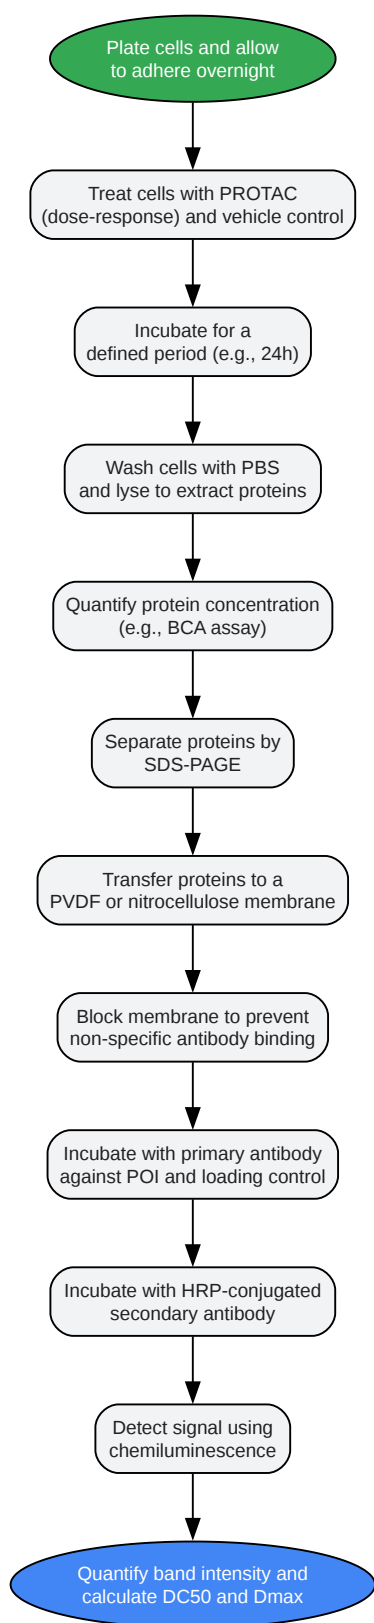 Plate cells and allow
to adhere overnight
Treat cells with PROTAC
(dose-response) and vehicle control
Incubate for a
defined period (e.g., 24h)
Wash cells with PBS
and lyse to extract proteins
Quantify protein concentration
(e.g., BCA assay)
Separate proteins by
SDS-PAGE
Transfer proteins to a
PVDF or nitrocellulose membrane
Block membrane to prevent
non-specific antibody binding
Incubate with primary antibody
against POI and loading control
Incubate with HRP-conjugated
secondary antibody
Detect signal using
chemiluminescence
Quantify band intensity and
calculate DC50 and Dmax